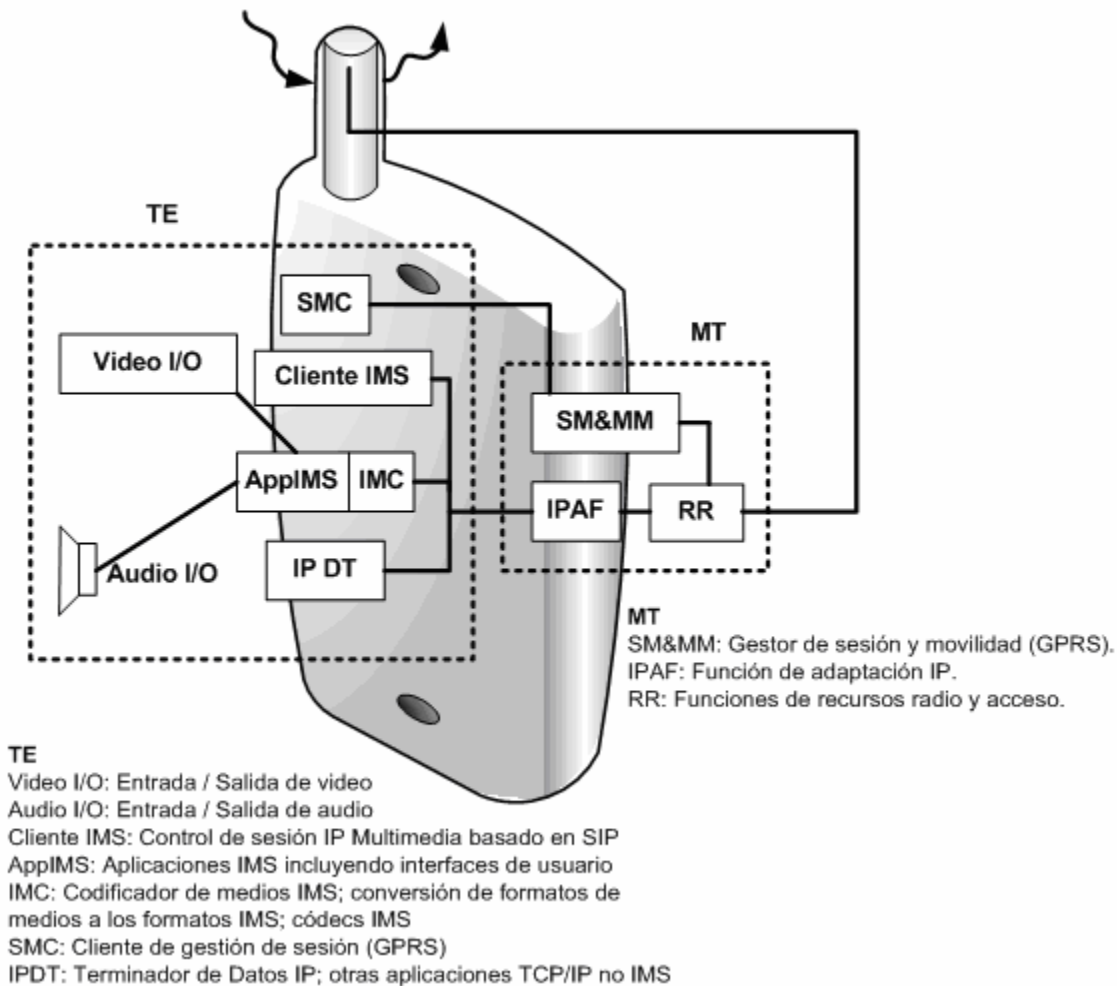 TE
SMC
MT
Video I/O
Cliente IMS
SM&MM
AppIMS
IMC
IPAF
RR
IP DT
Audio I/O
MT
SM&MM: Gestor de sesión y movilidad (GPRS).
IPAF: Función de adaptación IP.
RR: Funciones de recursos radio y acceso.
TE
Video I/O: Entrada / Salida de video
Audio I/O: Entrada / Salida de audio
Cliente IMS: Control de sesión IP Multimedia basado en SIP
AppIMS: Aplicaciones IMS incluyendo interfaces de usuario
IMC: Codificador de medios IMS; conversión de formatos de
medios a los formatos IMS; códecs IMS
SMC: Cliente de gestión de sesión (GPRS)
IPDT: Terminador de Datos IP; otras aplicaciones TCP/IP no IMS